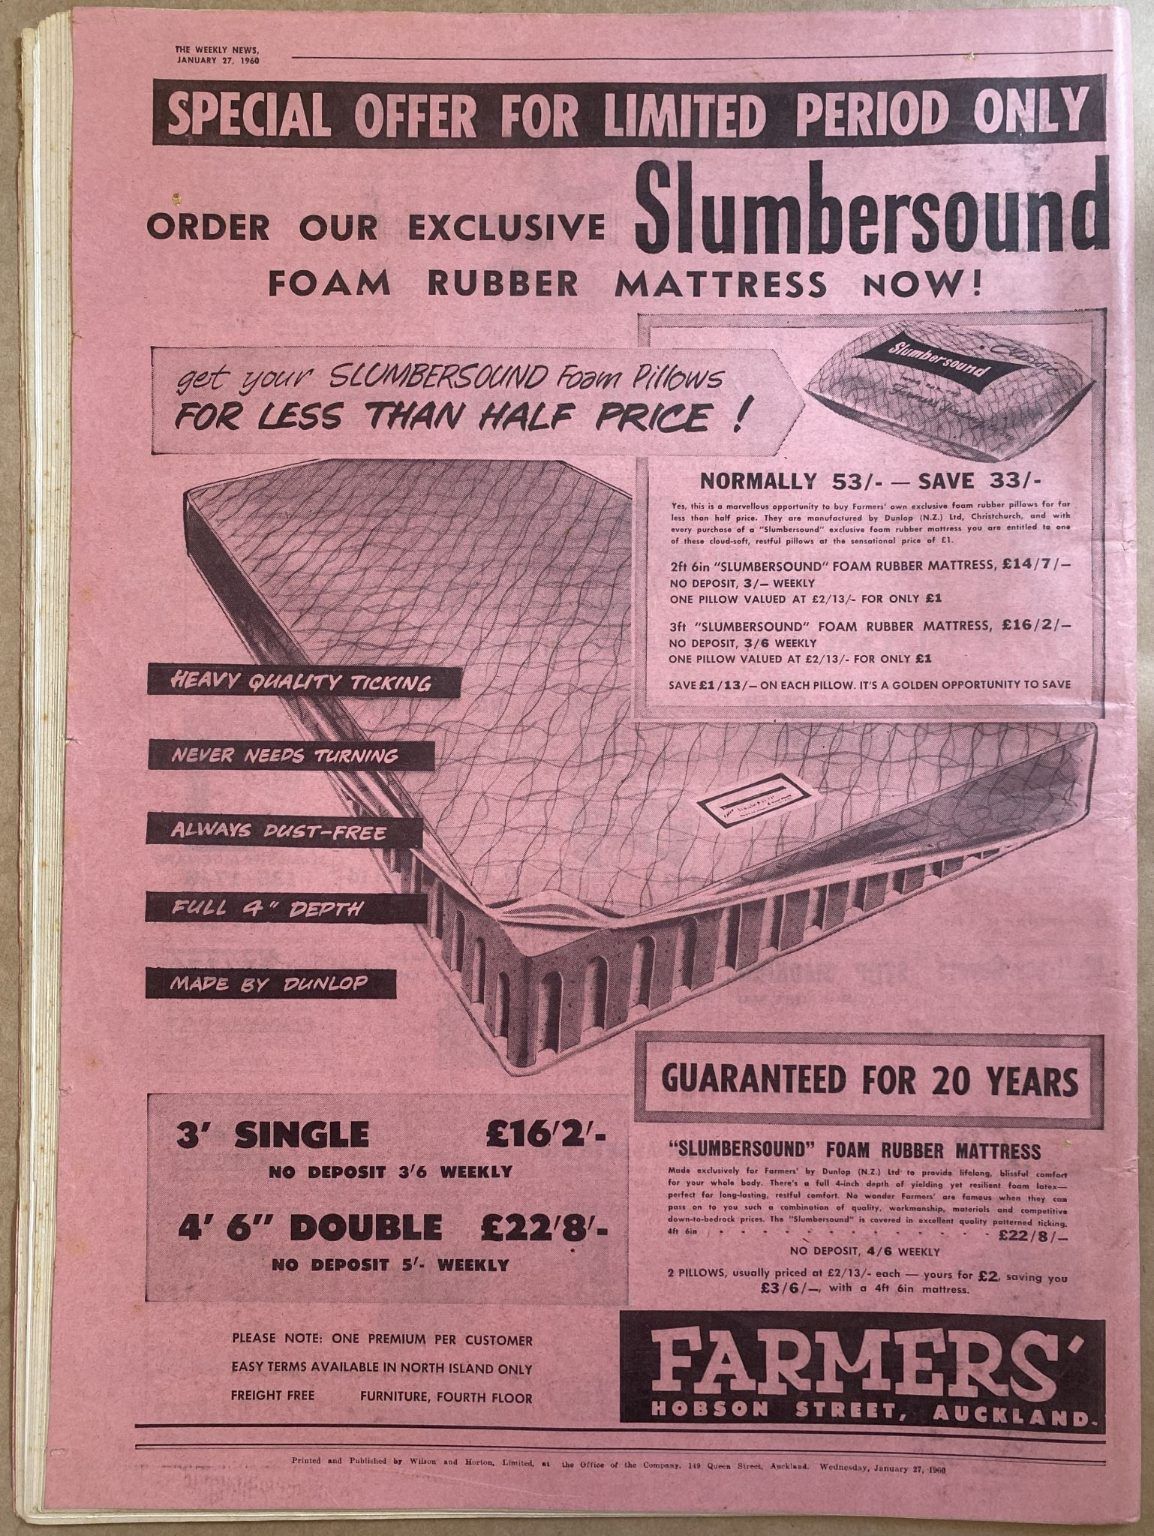 THE WEEKLY NEWS,
JANUARY 27, 1960
SPECIAL OFFER FOR LIMITED PERIOD ONLY
ORDER OUR EXCLUSIVE Slumbersound
FOAM RUBBER MATTRESS NOW!
get your SLUMBERSOUND Foam Pillows
FOR LESS THAN HALF PRICE!
Slumbersound
NORMALLY 53/- — SAVE 33/-
Yes, this is a marvellous opportunity to buy Farmers' own exclusive foam rubber pillows for far
less than half price. They are manufactured by Dunlop (N.Z.) Ltd, Christchurch, and with
every purchase of a "Slumbersound" exclusive foam rubber mattress you are entitled to one
of these cloud-soft, restful pillows at the sensational price of £1.
2ft 6in "SLUMBERSOUND" FOAM RUBBER MATTRESS, £14/7/—
NO DEPOSIT, 3/— WEEKLY
ONE PILLOW VALUED AT £2/13/- FOR ONLY £1
3ft "SLUMBERSOUND" FOAM RUBBER MATTRESS, £16/2/—
NO DEPOSIT, 3/6 WEEKLY
ONE PILLOW VALUED AT £2/13/- FOR ONLY £1
SAVE £1/13/— ON EACH PILLOW. IT'S A GOLDEN OPPORTUNITY TO SAVE
HEAVY QUALITY TICKING
NEVER NEEDS TURNING
ALWAYS DUST-FREE
FULL 4" DEPTH
MADE BY DUNLOP
GUARANTEED FOR 20 YEARS
3' SINGLE £16'2'-
NO DEPOSIT 3'6 WEEKLY
4' 6" DOUBLE £22'8'-
NO DEPOSIT 5'- WEEKLY
"SLUMBERSOUND" FOAM RUBBER MATTRESS
Made exclusively for Farmers' by Dunlop (N.Z.) Ltd to provide lifelong, blissful comfort
for your whole body. There's a full 4-inch depth of yielding yet resilient foam latex—
perfect for long-lasting, restful comfort. No wonder Farmers' are famous when they can
pass on to you such a combination of quality, workmanship, materials and competitive
down-to-bedrock prices. The "Slumbersound" is covered in excellent quality patterned ticking.
4ft 6in - - - - - - - - - - - - £22/8/—
NO DEPOSIT, 4/6 WEEKLY
2 PILLOWS, usually priced at £2/13/- each — yours for £2, saving you
£3/6/—, with a 4ft 6in mattress.
PLEASE NOTE: ONE PREMIUM PER CUSTOMER
EASY TERMS AVAILABLE IN NORTH ISLAND ONLY
FREIGHT FREE FURNITURE, FOURTH FLOOR
FARMERS'
HOBSON STREET, AUCKLAND.
Printed and Published by Wilson and Horton, Limited, at the Office of the Company, 149 Queen Street, Auckland. Wednesday, January 27, 1960